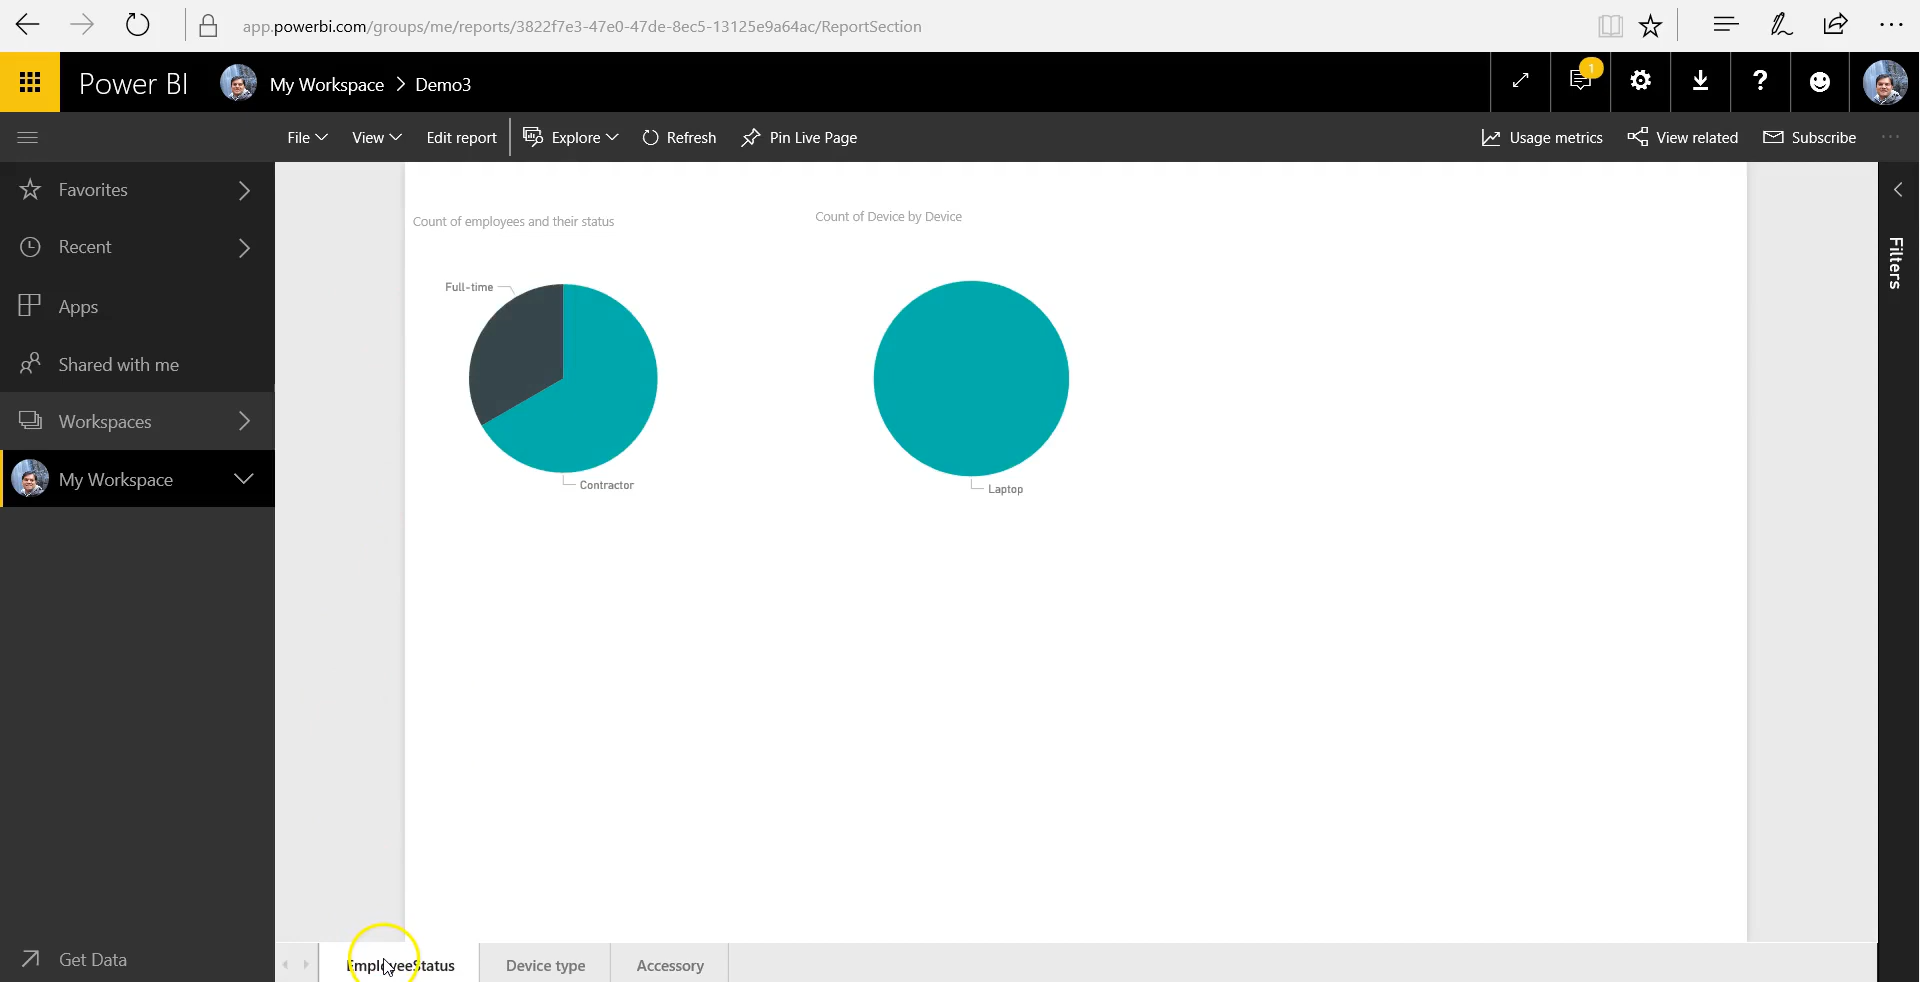 app.powerbi.com/groups/me/reports/3822f7e3-47e0-47de-8ec5-13125e9a64ac/ReportSection
Power BI My Workspace > Demo3 1 ?
File View Edit report Explore Refresh Pin Live Page Usage metrics View related Subscribe
Favorites
Recent
Apps
Shared with me
Workspaces
My Workspace
Get Data
Count of employees and their status
Full-time
Contractor
Count of Device by Device
Laptop
Filters
EmployeeStatus Device type Accessory